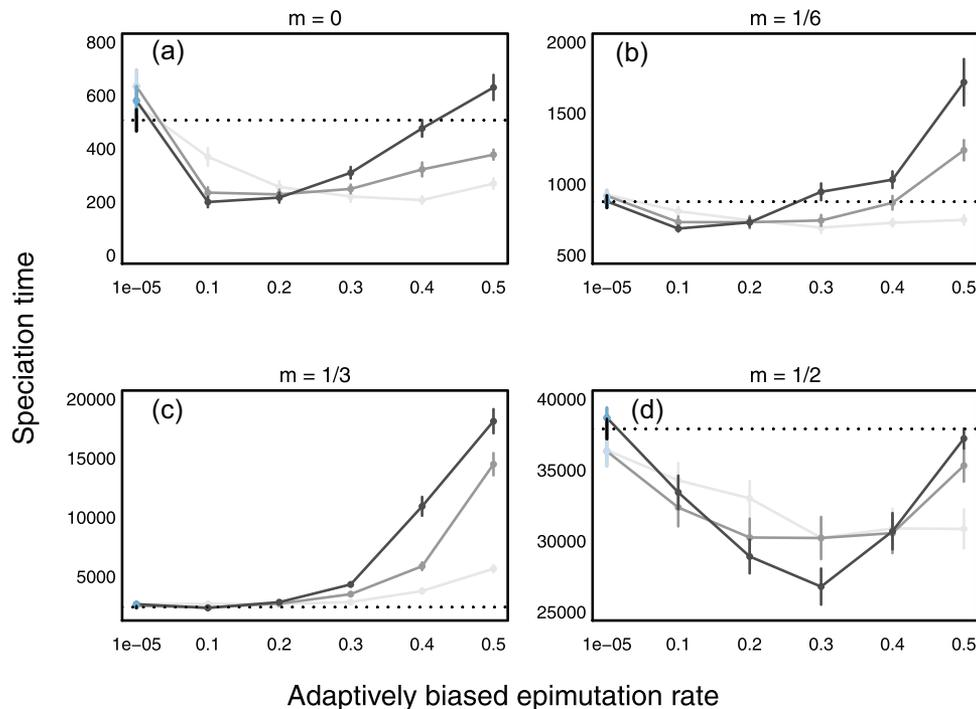 m = 0
(a)
800
600
400
200
0
1e−05 0.1 0.2 0.3 0.4 0.5
m = 1/6
(b)
2000
1500
1000
500
1e−05 0.1 0.2 0.3 0.4 0.5
m = 1/3
(c)
20000
15000
10000
5000
1e−05 0.1 0.2 0.3 0.4 0.5
m = 1/2
(d)
40000
35000
30000
25000
1e−05 0.1 0.2 0.3 0.4 0.5
Speciation time
Adaptively biased epimutation rate